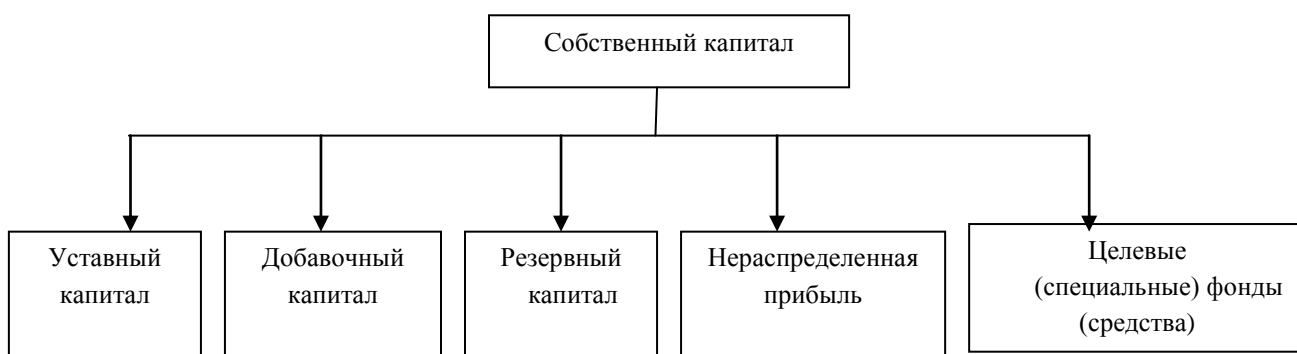 Собственный капитал
Уставный
капитал
Добавочный
капитал
Резервный
капитал
Нераспределенная
прибыль
Целевые
(специальные) фонды
(средства)